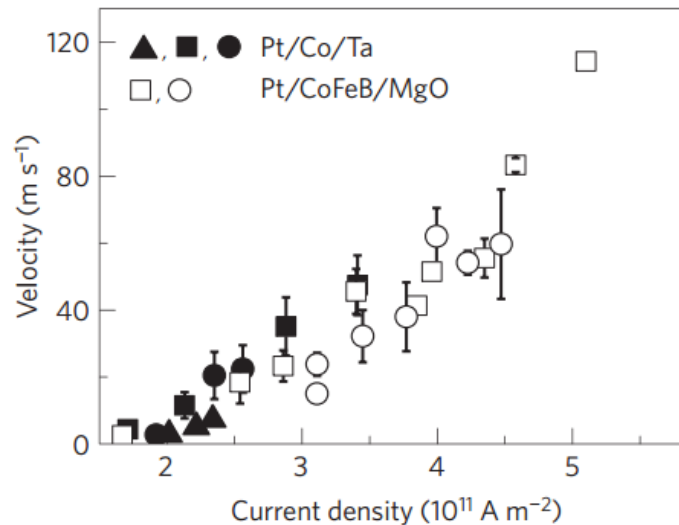 120
80
40
0
Velocity (m s⁻¹)
Pt/Co/Ta
Pt/CoFeB/MgO
2 3 4 5
Current density (10¹¹ A m⁻²)